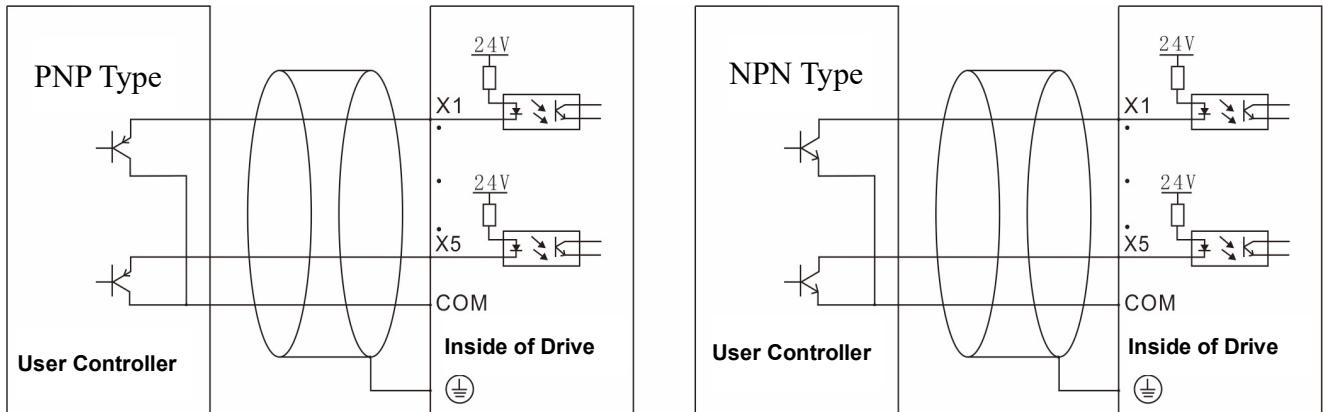 PNP Type
24V
X1
24V
X5
COM
User Controller
Inside of Drive
NPN Type
24V
X1
24V
X5
COM
User Controller
Inside of Drive